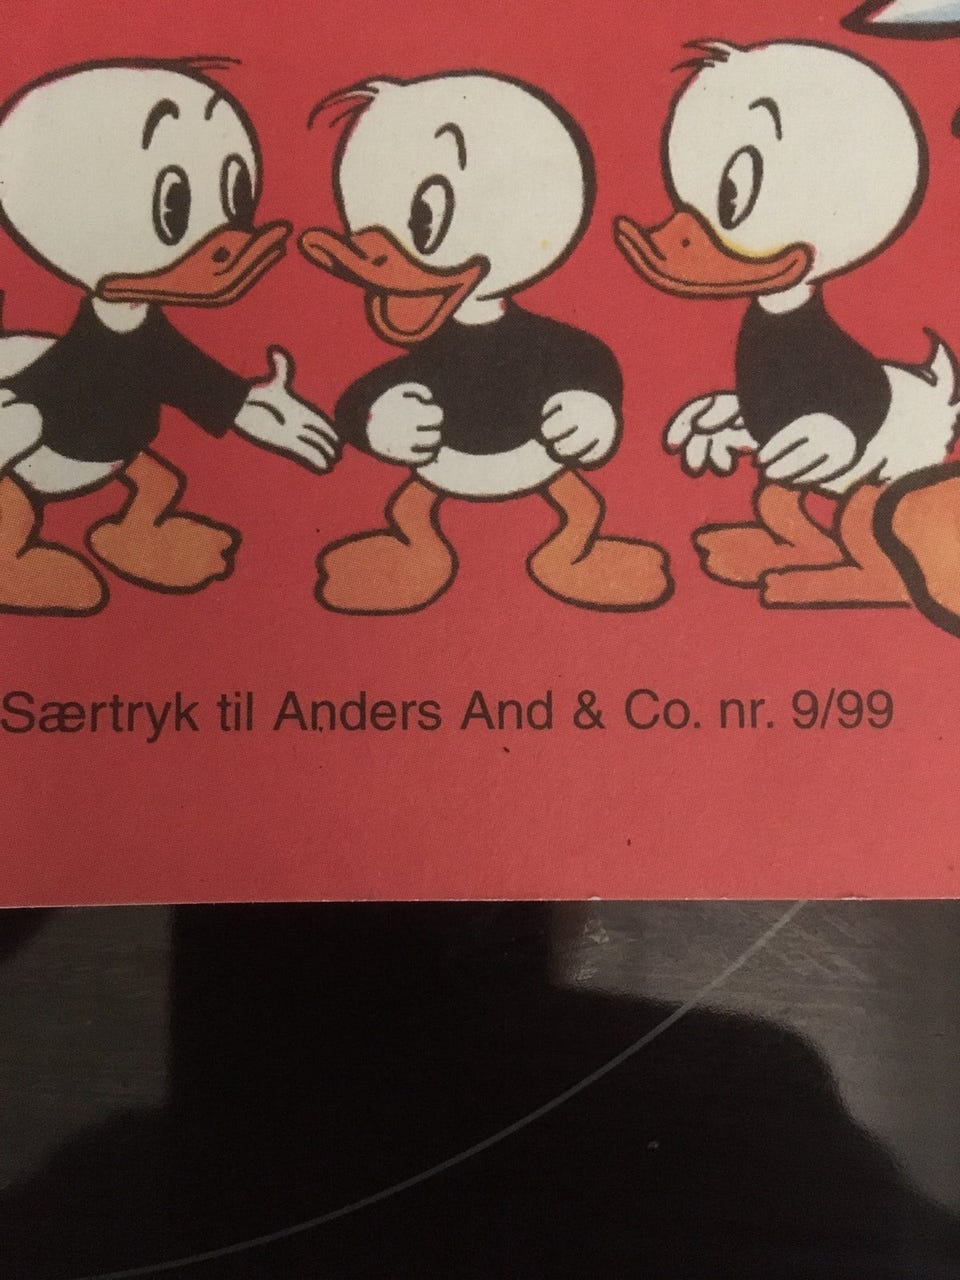 Særtryk til Anders And & Co. nr. 9/99